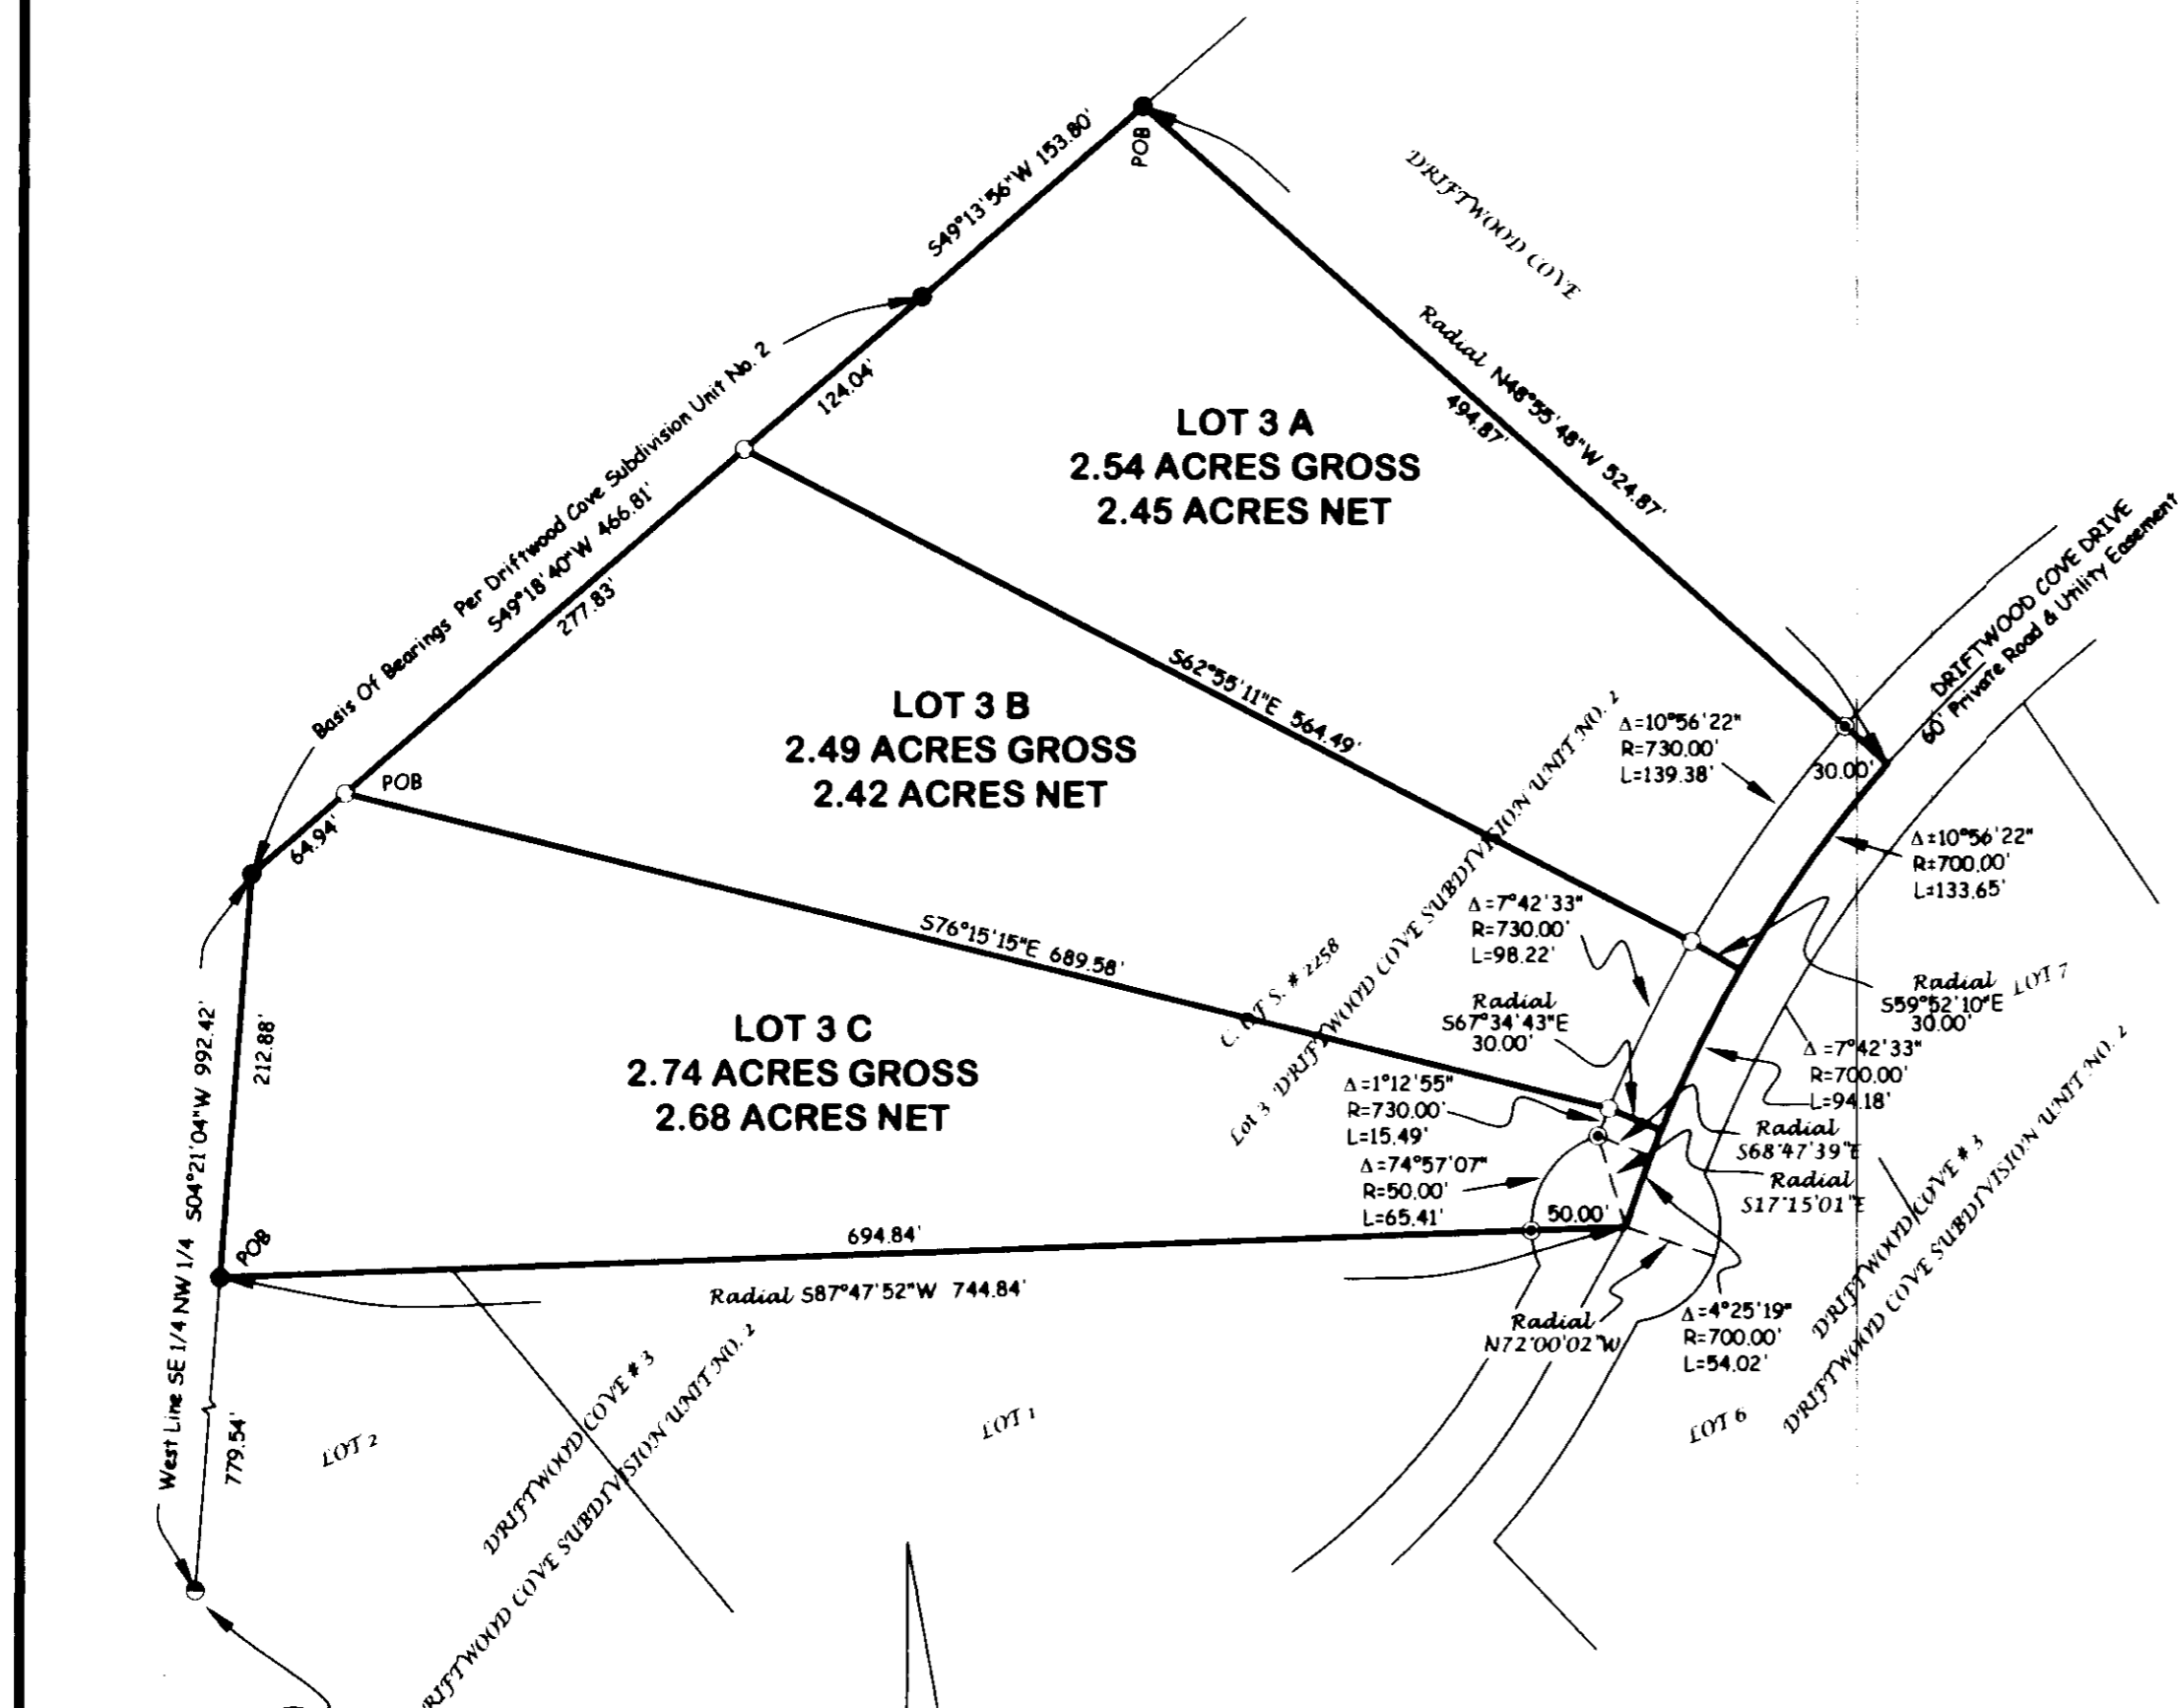 S49°13'56"W 153.80'
POB
DRIFTWOOD COVE
Basis Of Bearings Per Driftwood Cove Subdivision Unit No. 2
S49°18'40"W 466.81'
124.04'
277.83'
Radial N48°55'48"W 524.87'
494.87'
LOT 3 A
2.54 ACRES GROSS
2.45 ACRES NET
DRIFTWOOD COVE DRIVE
60' Private Road & Utility Easement
S62°55'11"E 564.49'
LOT 3 B
2.49 ACRES GROSS
2.42 ACRES NET
Δ=10°56'22"
R=730.00'
L=139.38'
30.00'
POB
64.94'
Δ=10°56'22"
R=700.00'
L=133.65'
S76°15'15"E 689.58'
C. OF S. # 2258
Lot 3 DRIFTWOOD COVE SUBDIVISION UNIT NO. 2
Δ=7°42'33"
R=730.00'
L=98.22'
Radial
S59°52'10"E
30.00'
LOT 7
Radial
S67°34'43"E
30.00'
Δ=7°42'33"
R=700.00'
L=94.18'
West Line SE 1/4 NW 1/4 S04°21'04"W 992.42'
212.88'
LOT 3 C
2.74 ACRES GROSS
2.68 ACRES NET
Δ=1°12'55"
R=730.00'
L=15.49'
Radial
S68°47'39"E
Δ=74°57'07"
R=50.00'
L=65.41'
Radial
S17°15'01"E
50.00'
POB
694.84'
Radial S87°47'52"W 744.84'
Radial
N72°00'02"W
Δ=4°25'19"
R=700.00'
L=54.02'
DRIFTWOOD COVE # 3
DRIFTWOOD COVE SUBDIVISION UNIT NO. 2
779.54'
LOT 2
DRIFTWOOD COVE # 3
RIFTWOOD COVE SUBDIVISION UNIT NO. 2
LOT 1
LOT 6